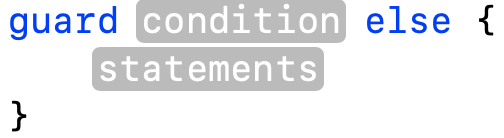 guard condition else {
statements
}